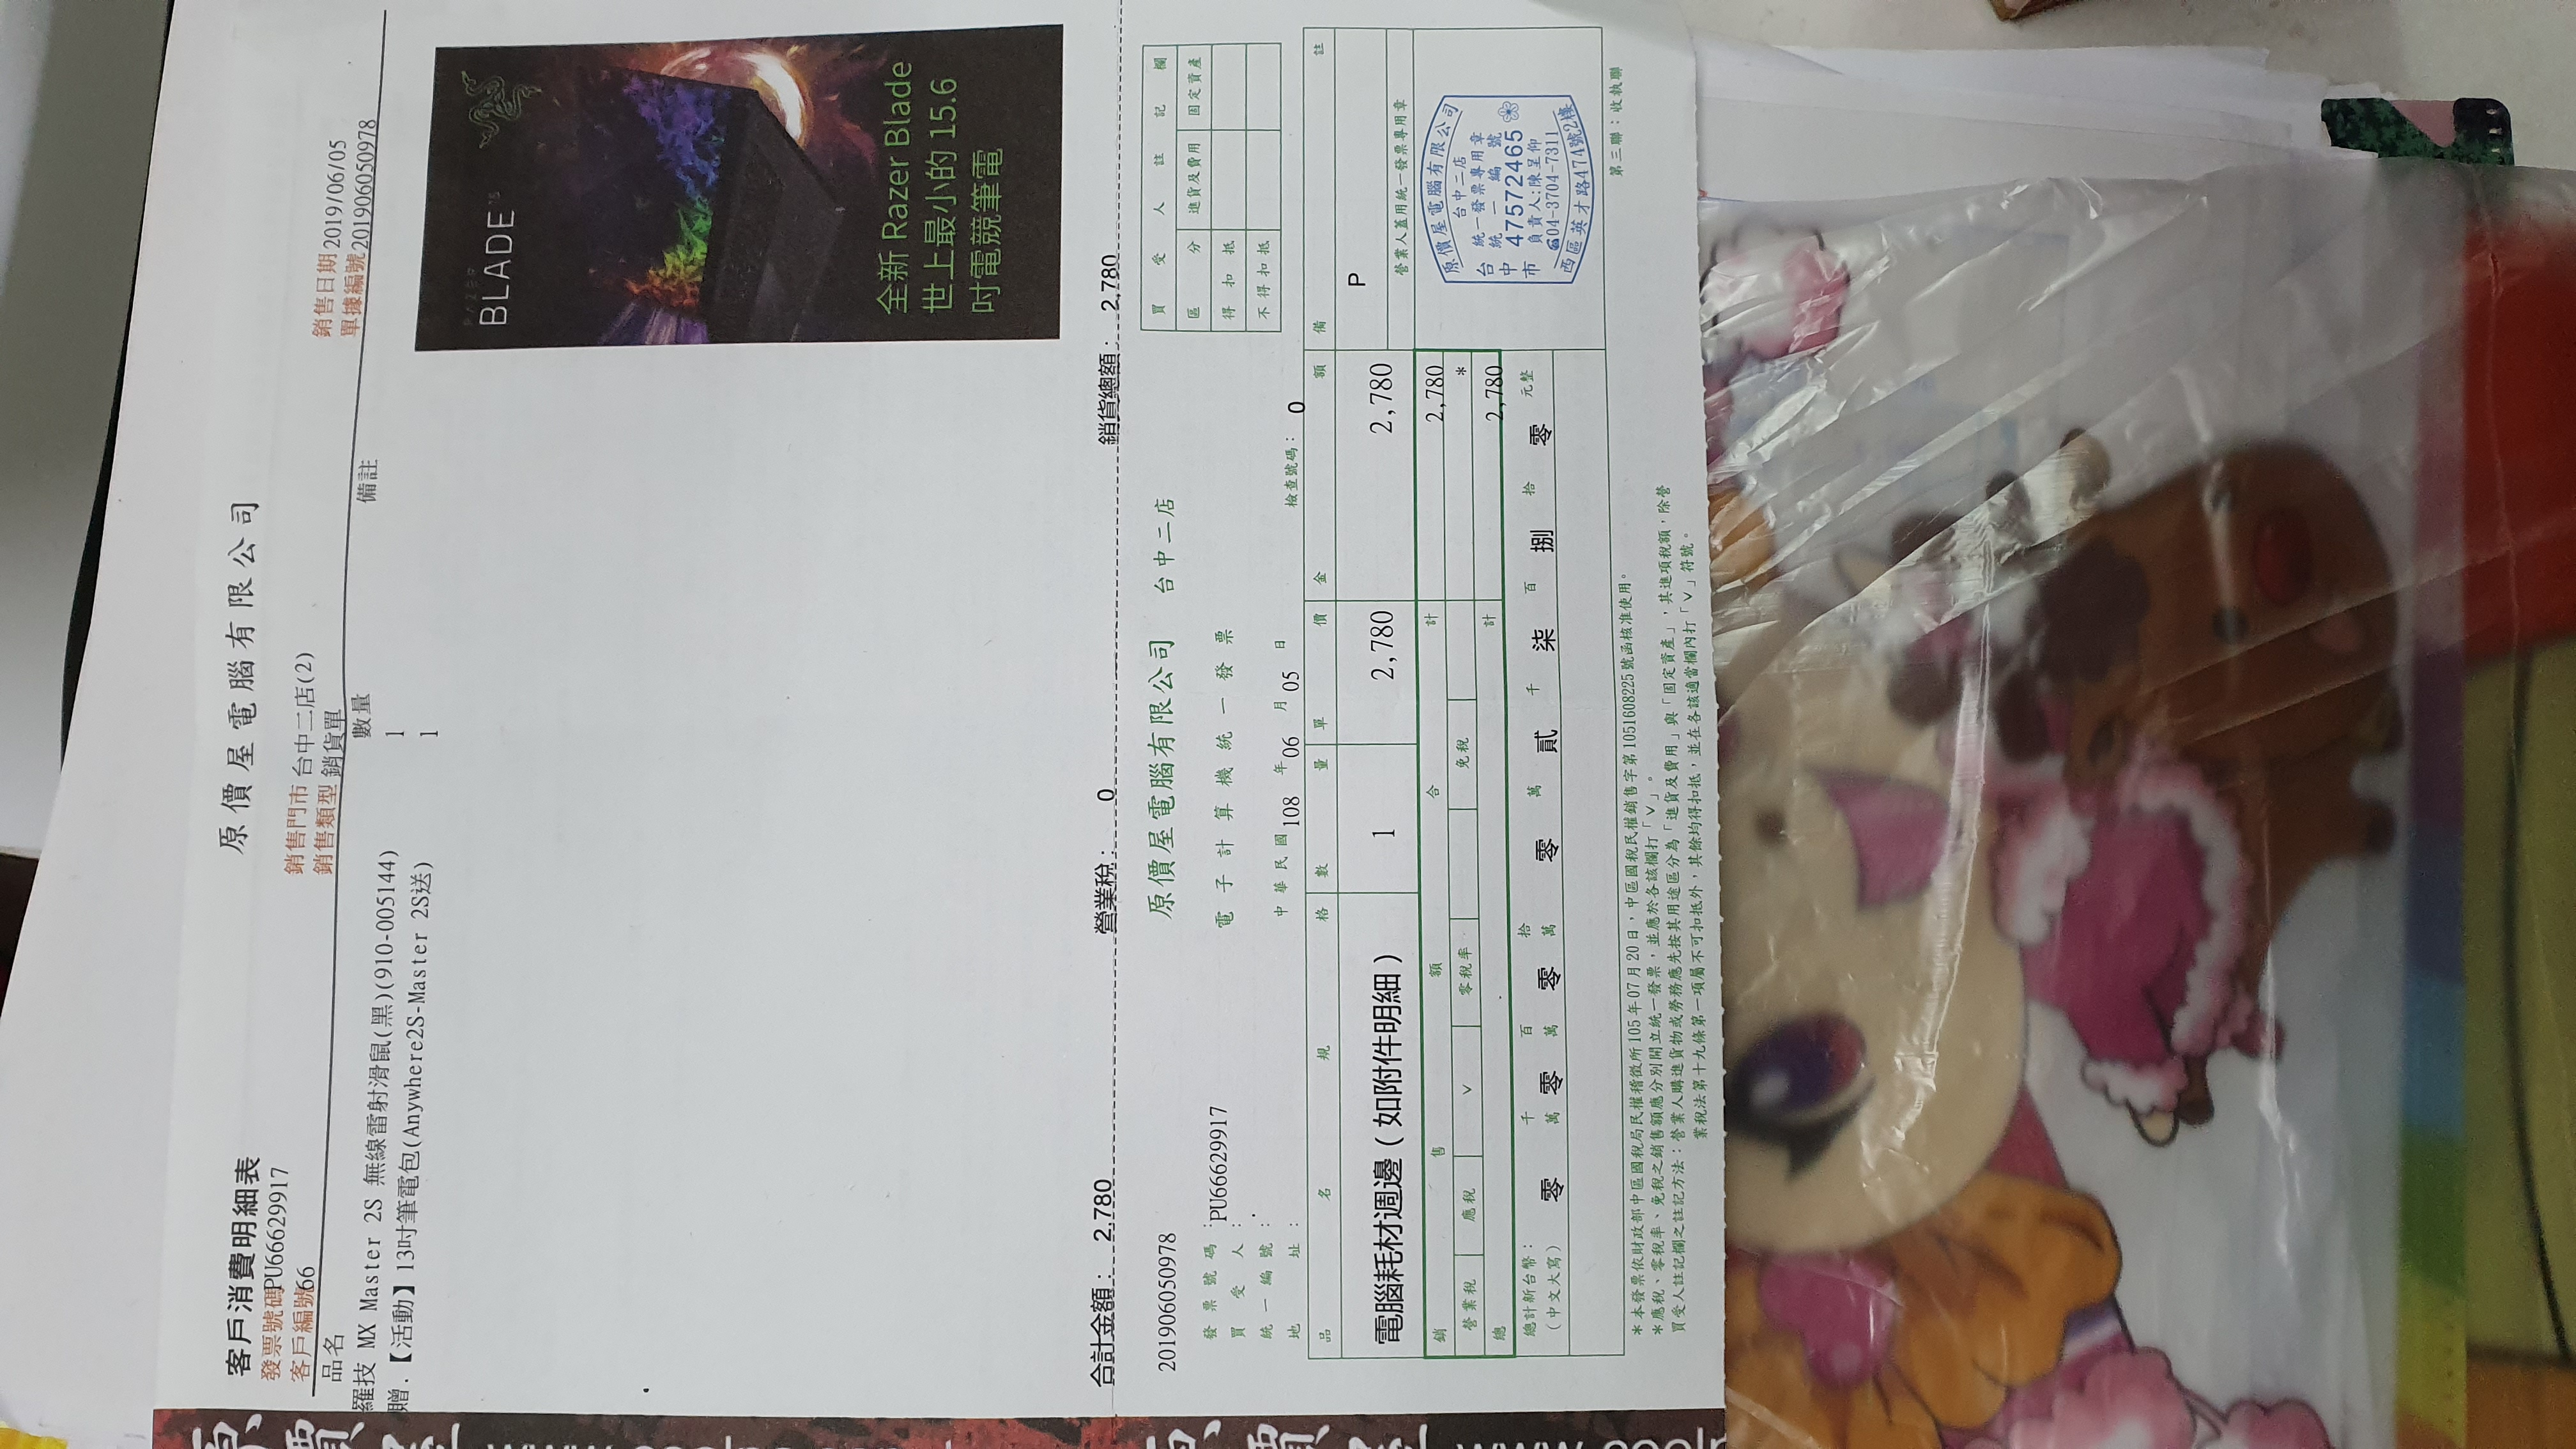 客戶消費明細表
原價屋電腦有限公司
發票號碼PU66629917
客戶編號66
銷售門市 台中二店(2)
銷售類型 銷貨單
銷售日期 2019/06/05
單據編號 201906050978
品名 數量 備註
羅技 MX Master 2S 無線雷射滑鼠(黑)(910-005144) 1
贈.【活動】13吋筆電包(Anywhere2S-Master 2S送) 1
RAZER
BLADE 15
全新 Razer Blade
世上最小的 15.6
吋電競筆電
合計金額： 2,780 營業稅： 0 銷貨總額： 2,780
201906050978
原價屋電腦有限公司 台中二店
電子計算機統一發票
發票號碼：PU66629917
買受人：
統一編號：
地址：
中華民國 108 年 06 月 05 日
檢查號碼： 0
買受人註記欄
區分 進貨及費用 固定資產
得扣抵
不得扣抵
品名規格 數量 單價 金額 備註
電腦耗材週邊（如附件明細） 1 2,780 2,780 P
營業人蓋用統一發票專用章
銷售額合計 2,780
營業稅 應稅 V 零稅率 免稅 *
總計 2,780
總計新台幣：
（中文大寫） 零 千萬 零 百萬 零 拾萬 零 萬 貳 千 柒 百 捌 拾 零 元整
原價屋電腦有限公司
台中二店
統一發票專用章
統一編號
台中市
47572465
負責人:陳呈仰
☎04-3704-7311
西區英才路474號2樓
第三聯：收執聯
＊本發票依財政部中區國稅局民權稽徵所105年07月20日，中區國稅民權銷售字第1051608225號函核准使用。
＊應稅、零稅率、免稅之銷售額應分別開立統一發票，並應於各該欄打「V」。
買受人註記欄之註記方法：營業人購進貨物或勞務應先按其用途區分為「進貨及費用」與「固定資產」，其進項稅額，除營
業稅法第十九條第一項屬不可扣抵外，其餘均得扣抵，並在各該適當欄內打「V」符號。